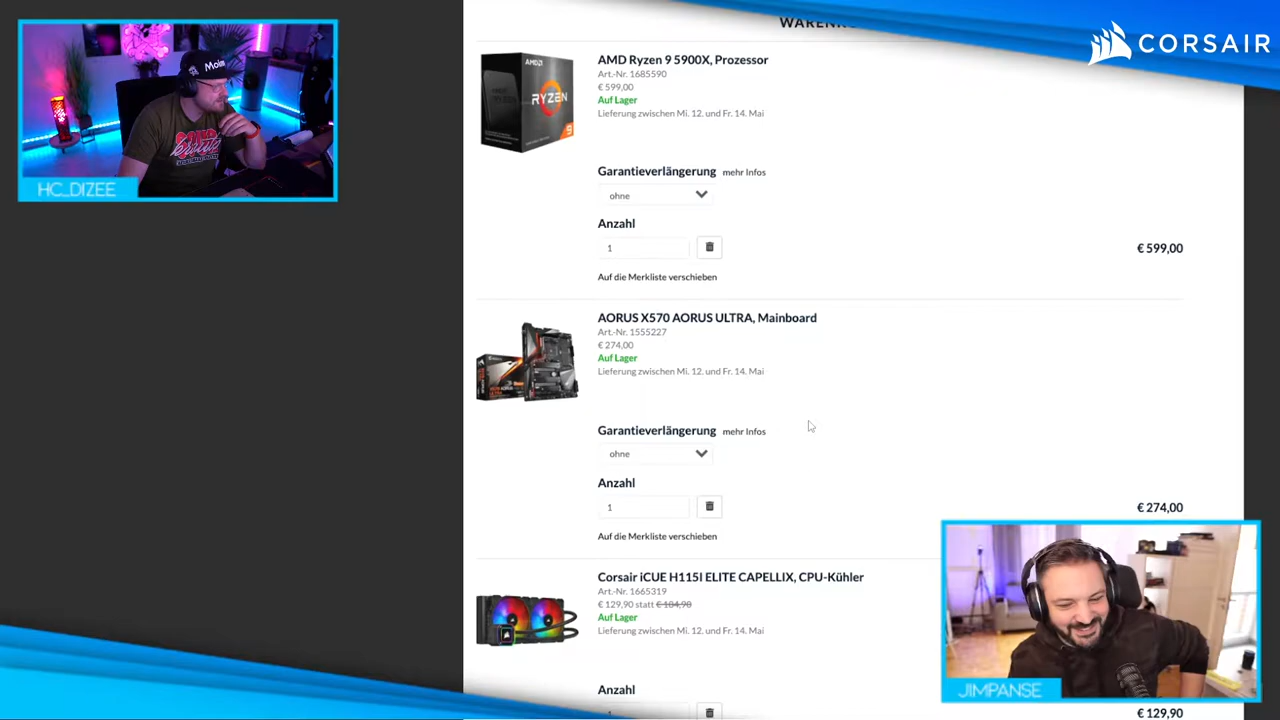 WARENK
CORSAIR
Molm
HC_DIZEE
AMD
RYZEN
9
AMD Ryzen 9 5900X, Prozessor
Art.-Nr. 1685590
€ 599,00
Auf Lager
Lieferung zwischen Mi. 12. und Fr. 14. Mai
Garantieverlängerung mehr Infos
ohne
Anzahl
1
€ 599,00
Auf die Merkliste verschieben
AORUS X570 AORUS ULTRA, Mainboard
Art.-Nr. 1555227
€ 274,00
Auf Lager
Lieferung zwischen Mi. 12. und Fr. 14. Mai
Garantieverlängerung mehr Infos
ohne
Anzahl
1
€ 274,00
Auf die Merkliste verschieben
Corsair iCUE H115I ELITE CAPELLIX, CPU-Kühler
Art.-Nr. 1665319
€ 129,90 statt € 184,90
Auf Lager
Lieferung zwischen Mi. 12. und Fr. 14. Mai
Anzahl
€ 129,90
JIMPANSE